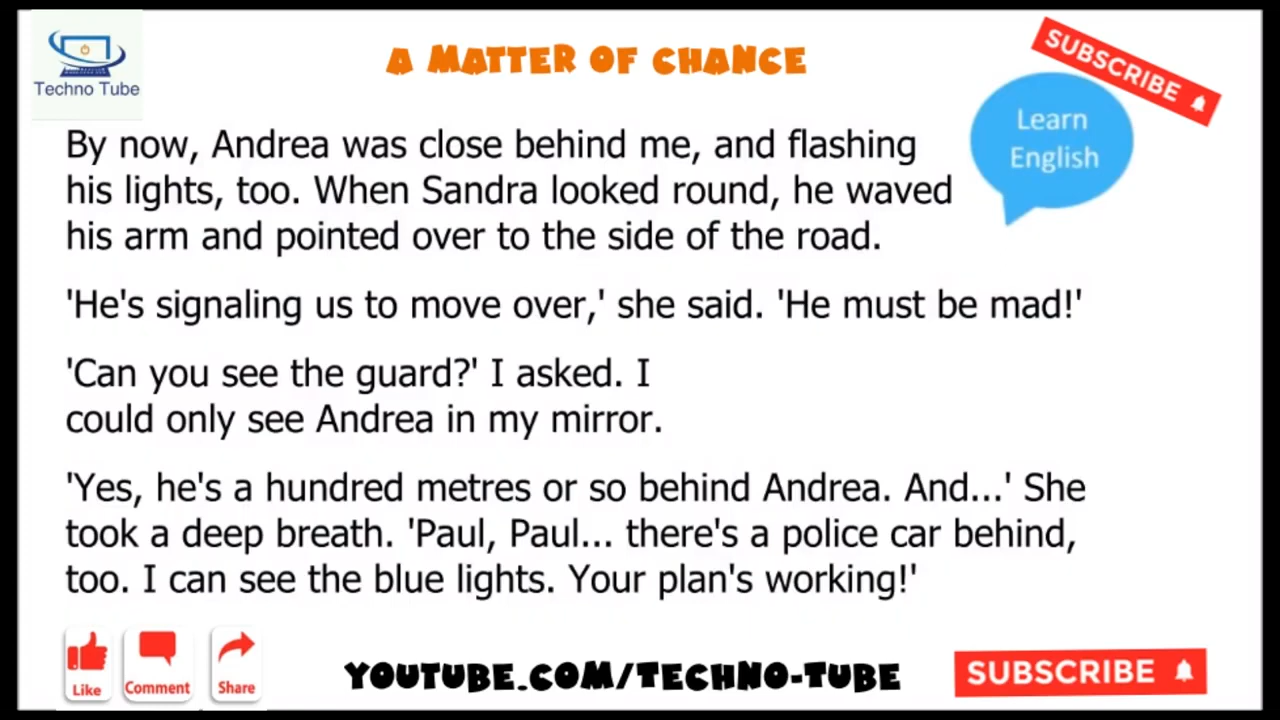 Techno Tube
A MATTER OF CHANCE
SUBSCRIBE
Learn
English
By now, Andrea was close behind me, and flashing
his lights, too. When Sandra looked round, he waved
his arm and pointed over to the side of the road.
'He's signaling us to move over,' she said. 'He must be mad!'
'Can you see the guard?' I asked. I
could only see Andrea in my mirror.
'Yes, he's a hundred metres or so behind Andrea. And...' She
took a deep breath. 'Paul, Paul... there's a police car behind,
too. I can see the blue lights. Your plan's working!'
Like
Comment
Share
YOUTUBE.COM/TECHNO-TUBE
SUBSCRIBE